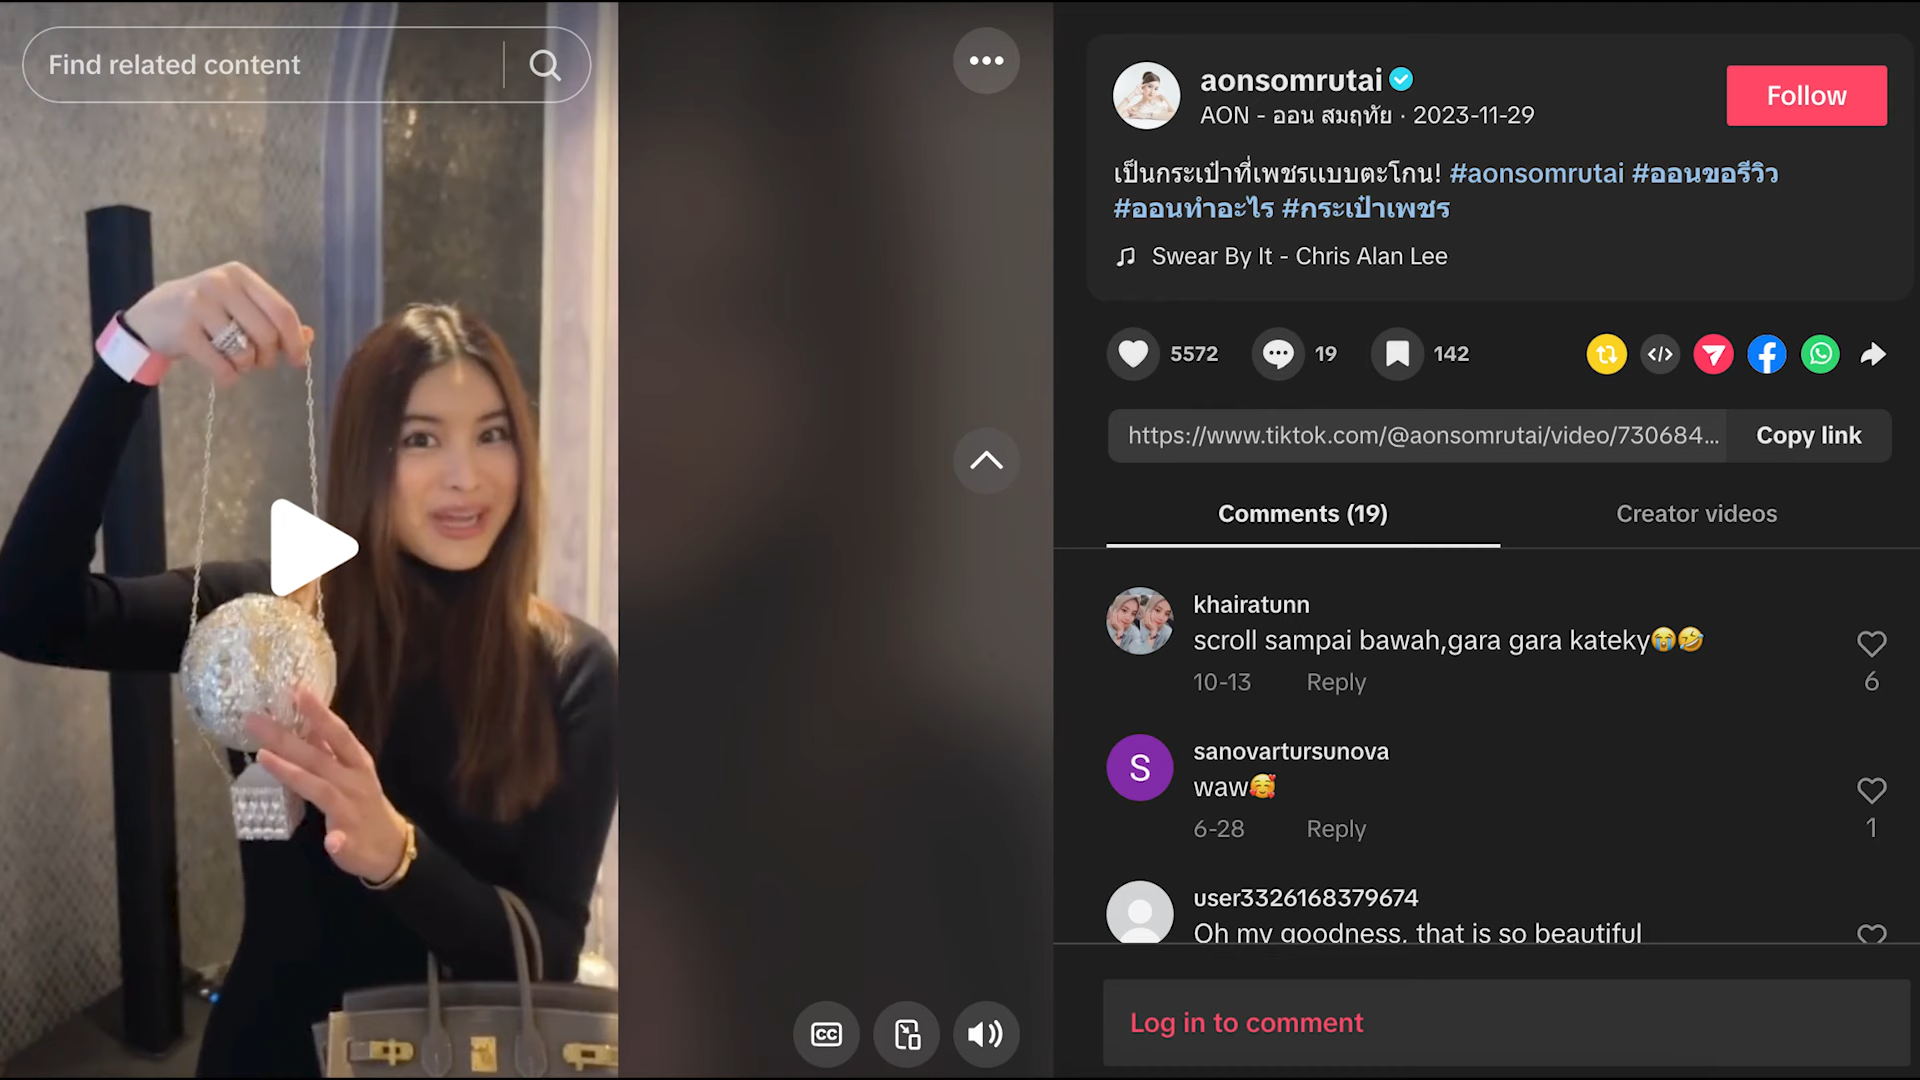 Find related content
aonsomrutai
AON - ออน สมฤทัย · 2023-11-29
Follow
เป็นกระเป๋าที่เพชรแบบตะโกน! #aonsomrutai #ออนขอรีวิว
#ออนทำอะไร #กระเป๋าเพชร
Swear By It - Chris Alan Lee
5572
19
142
https://www.tiktok.com/@aonsomrutai/video/730684...
Copy link
Comments (19)
Creator videos
khairatunn
scroll sampai bawah,gara gara kateky😭🤣
10-13 Reply
6
S
sanovartursunova
waw🥰
6-28 Reply
1
user3326168379674
Oh my goodness, that is so beautiful
CC
Log in to comment